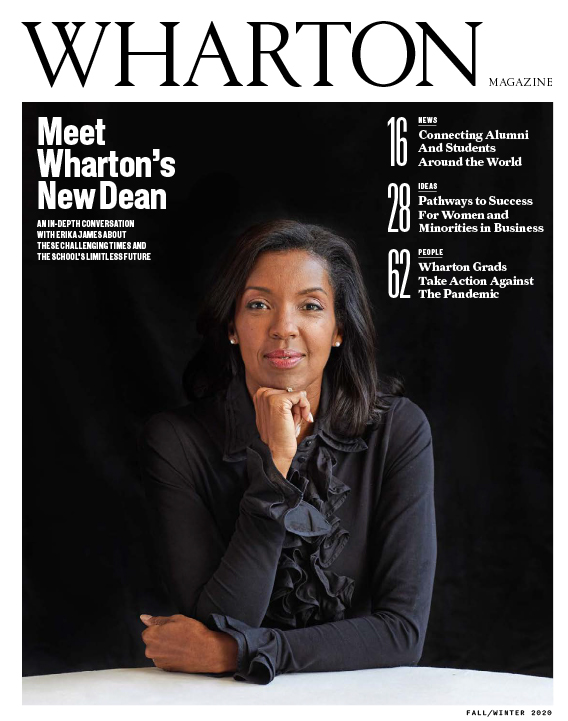 WHARTON MAGAZINE
Meet
Wharton's
New Dean
AN IN-DEPTH CONVERSATION
WITH ERIKA JAMES ABOUT
THESE CHALLENGING TIMES AND
THE SCHOOL'S LIMITLESS FUTURE
16
NEWS
Connecting Alumni
And Students
Around the World
28
IDEAS
Pathways to Success
For Women and
Minorities in Business
62
PEOPLE
Wharton Grads
Take Action Against
The Pandemic
FALL/WINTER 2020